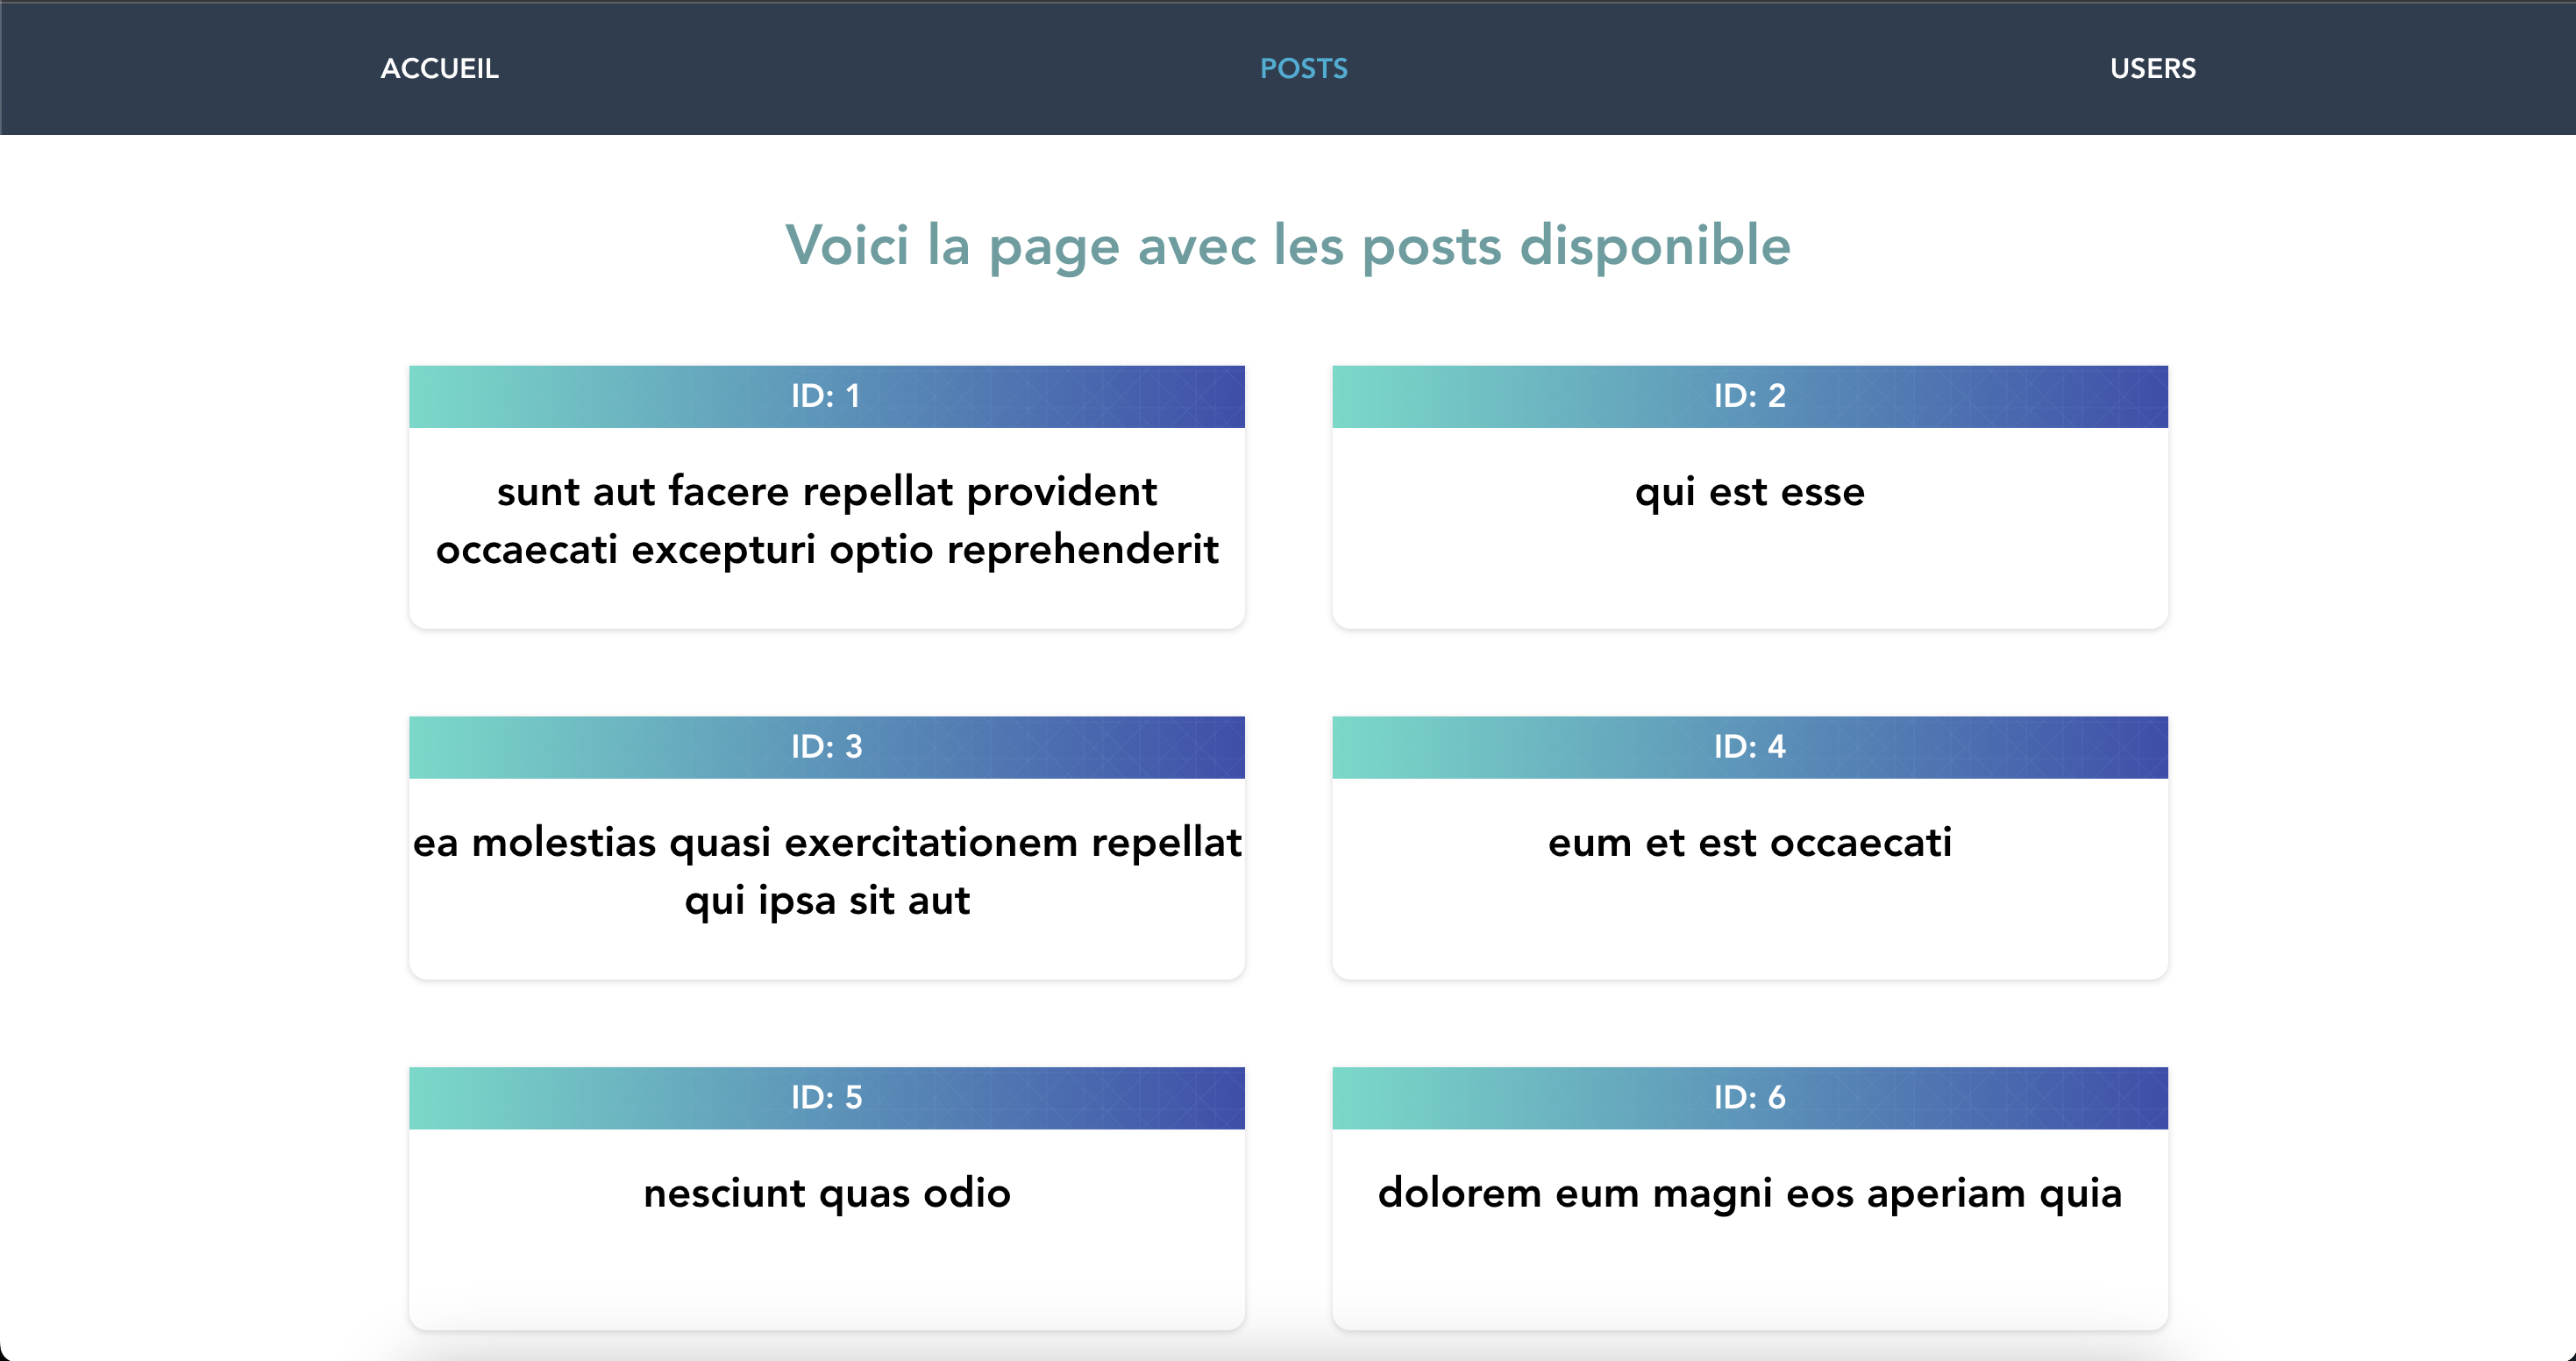 ACCUEIL
POSTS
USERS
Voici la page avec les posts disponible
ID: 1
sunt aut facere repellat provident
occaecati excepturi optio reprehenderit
ID: 2
qui est esse
ID: 3
ea molestias quasi exercitationem repellat
qui ipsa sit aut
ID: 4
eum et est occaecati
ID: 5
nesciunt quas odio
ID: 6
dolorem eum magni eos aperiam quia